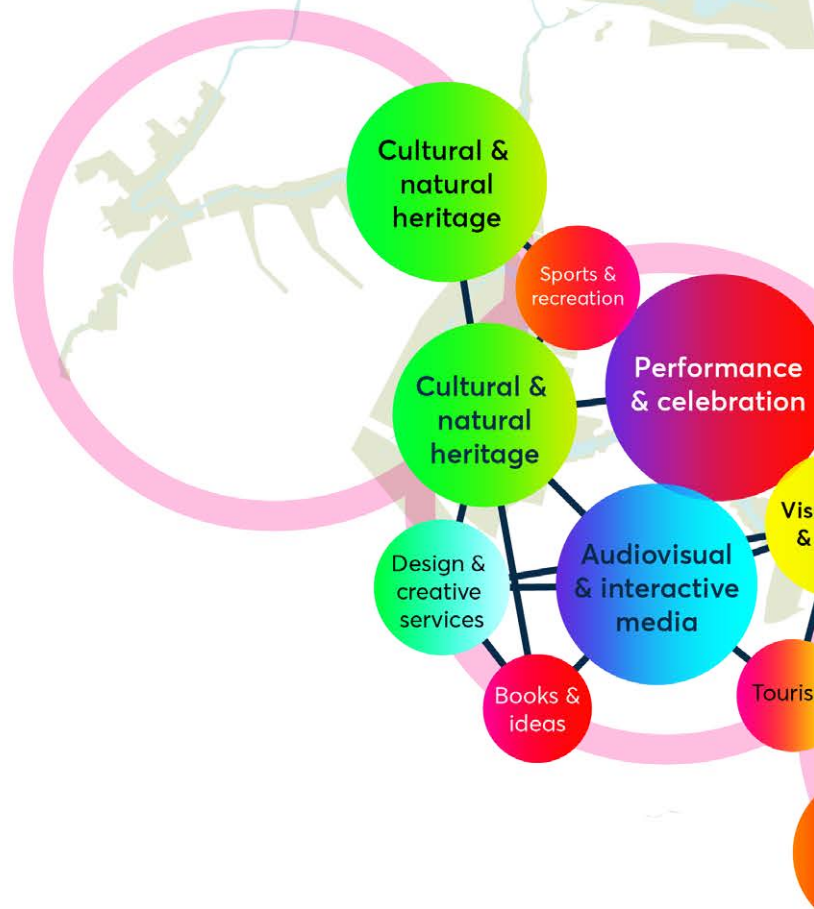 Cultural &
natural
heritage
Sports &
recreation
Performance
& celebration
Cultural &
natural
heritage
Audiovisual
& interactive
media
Design &
creative
services
Books &
ideas
&